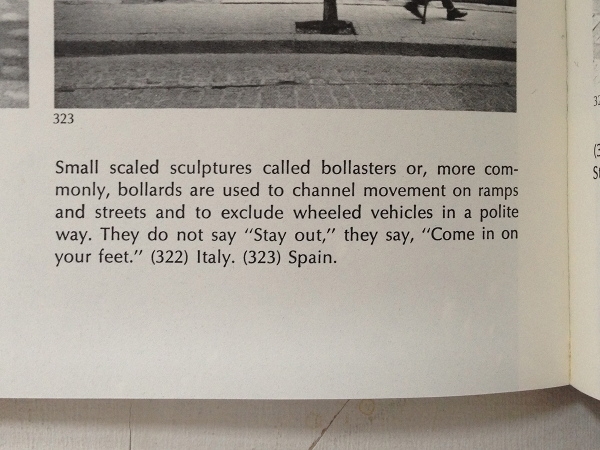 323
Small scaled sculptures called bollasters or, more com-
monly, bollards are used to channel movement on ramps
and streets and to exclude wheeled vehicles in a polite
way. They do not say “Stay out,” they say, “Come in on
your feet.” (322) Italy. (323) Spain.